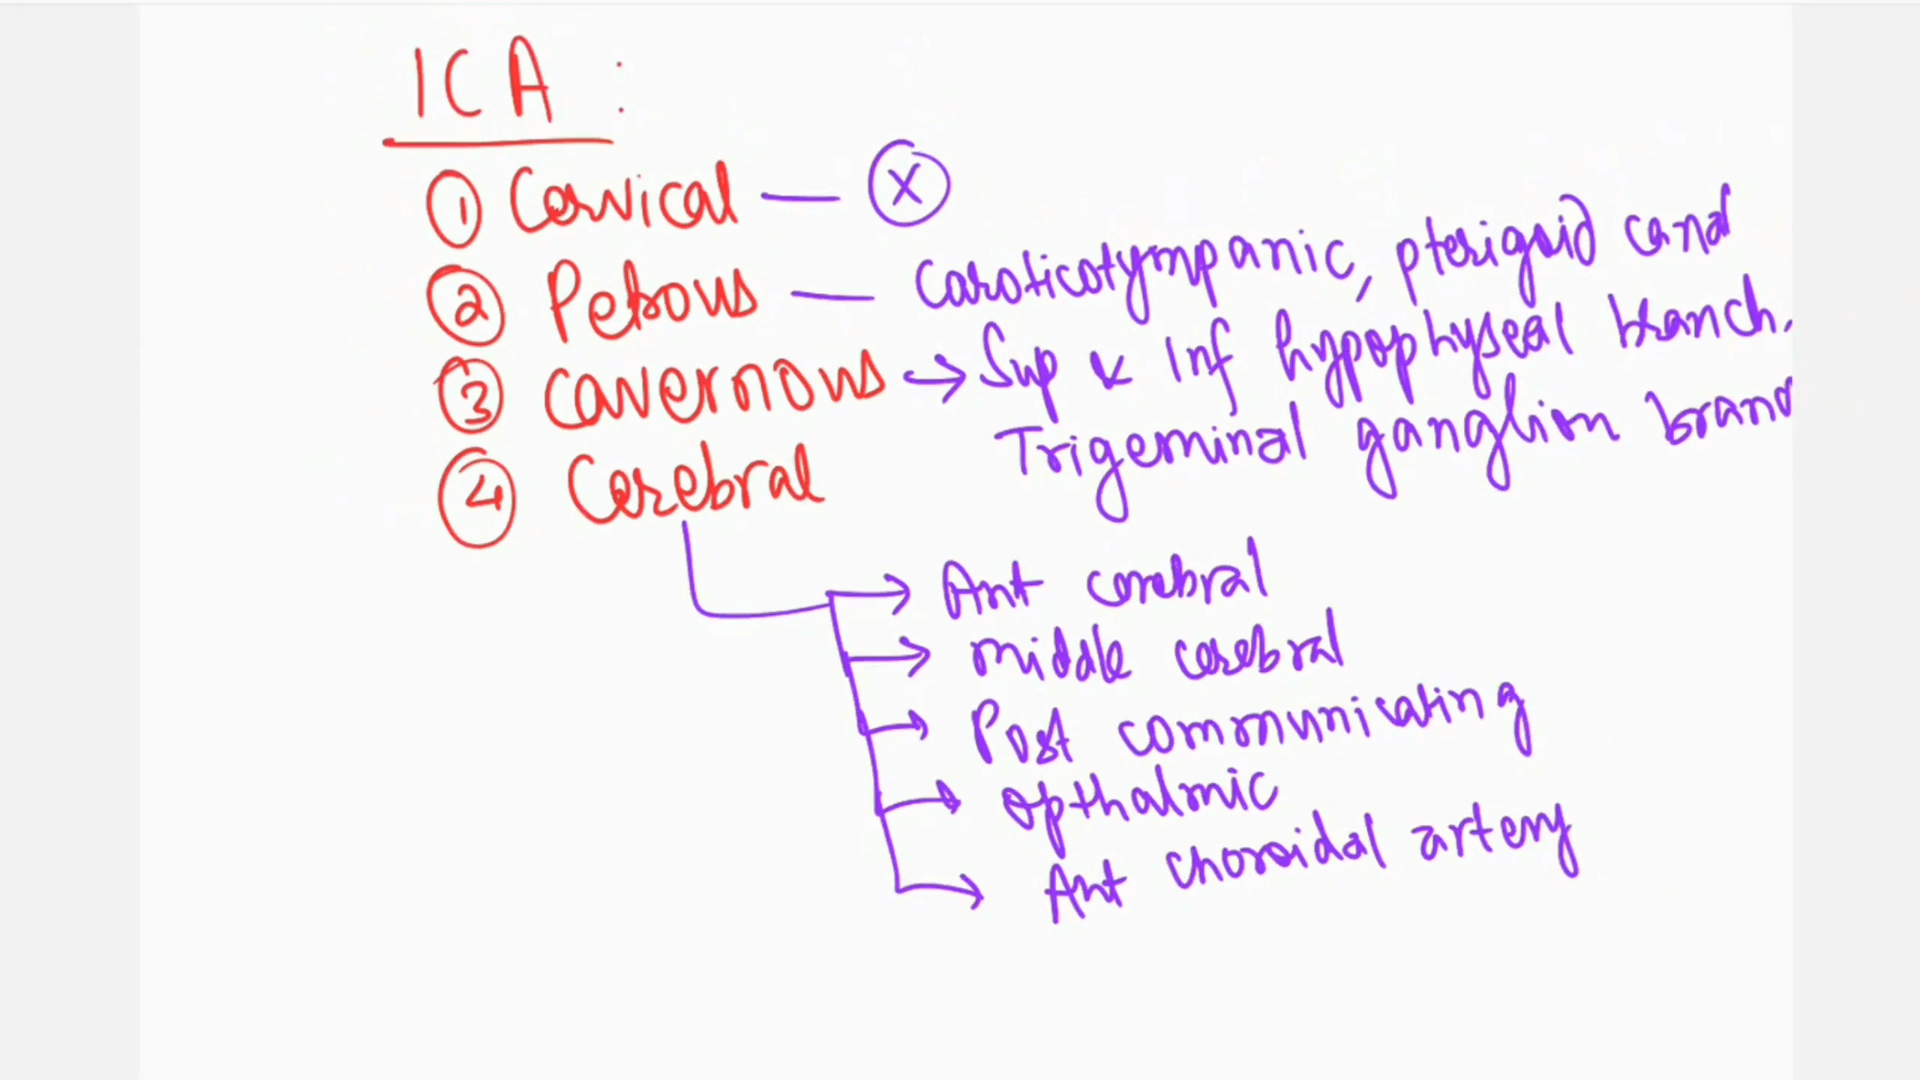 ICA :
① Cervical — Ⓧ
② Petrous — Caroticotympanic, pterigoid canal
③ Cavernous → Sup & Inf hypophyseal branch.
Trigeminal ganglion branc
④ Cerebral
→ Ant cerebral
→ middle cerebral
→ Post communicating
→ opthalmic
→ Ant choroidal artery